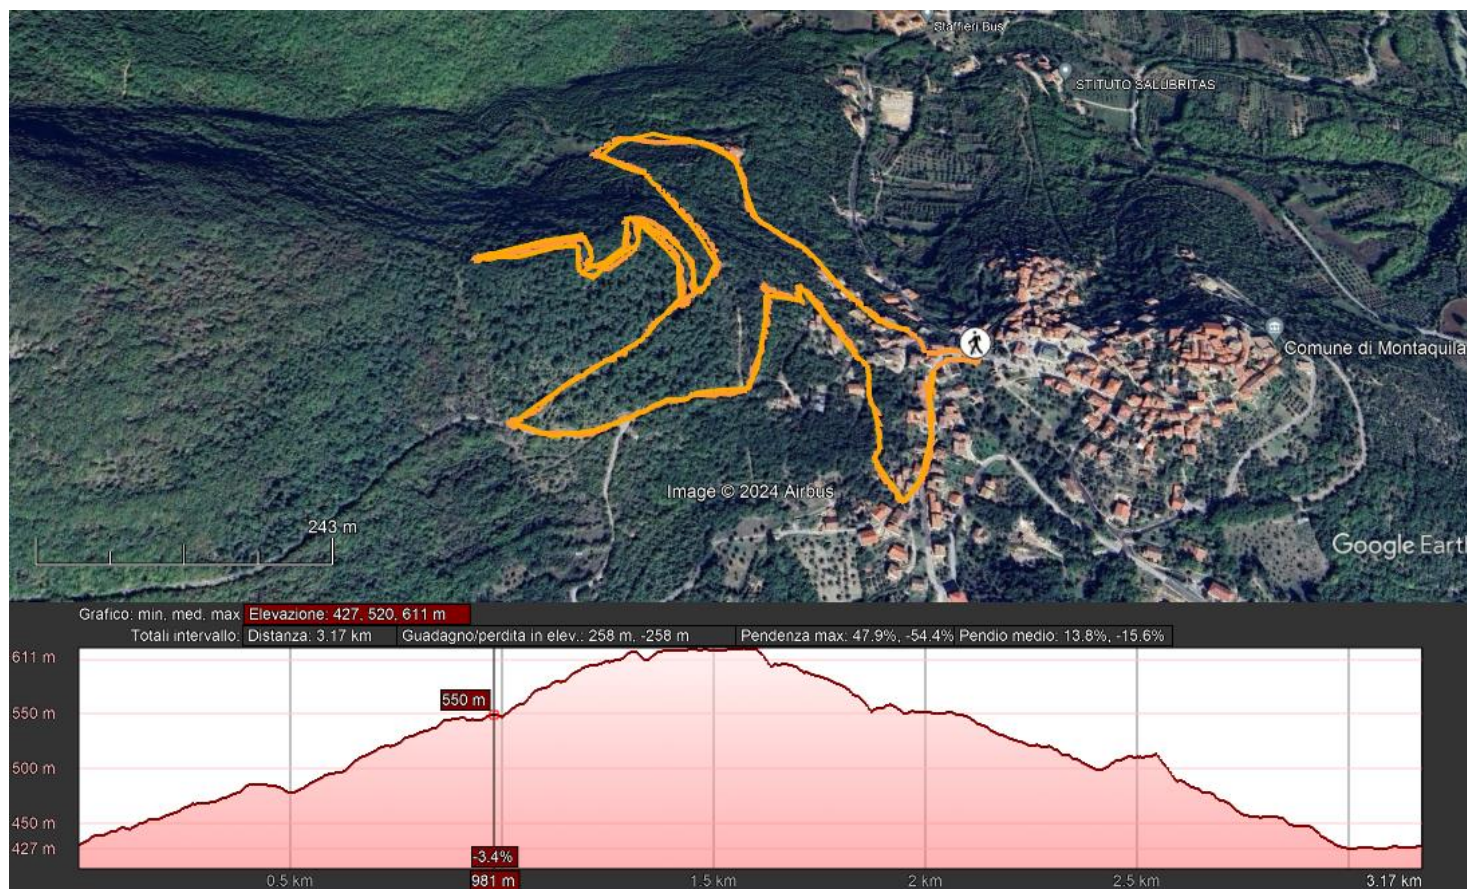 Staffieri Bus
STITUTO SALUBRITAS
Comune di Montaquila
Image © 2024 Airbus
243 m
Google Earth
Grafico: min, med, max Elevazione: 427, 520, 611 m
Totali intervallo: Distanza: 3.17 km Guadagno/perdita in elev.: 258 m, -258 m Pendenza max: 47.9%, -54.4% Pendio medio: 13.8%, -15.6%
611 m
550 m
550 m
500 m
450 m
427 m
-3.4%
0.5 km 981 m 1.5 km 2 km 2.5 km 3.17 km